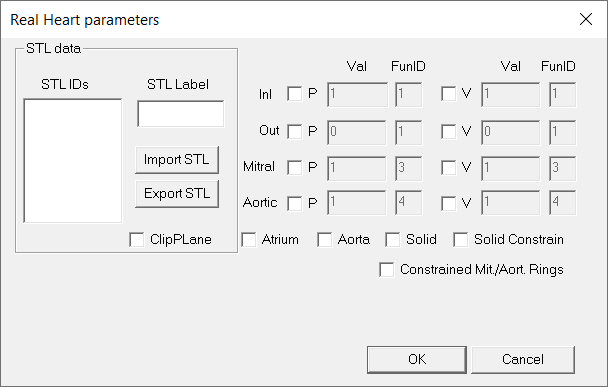 Real Heart parameters
STL data
STL IDs
STL Label
Import STL
Export STL
ClipPLane
Val FunID Val FunID
Inl P 1 1 V 1 1
Out P 0 1 V 0 1
Mitral P 1 3 V 1 3
Aortic P 1 4 V 1 4
Atrium Aorta Solid Solid Constrain
Constrained Mit./Aort. Rings
OK Cancel